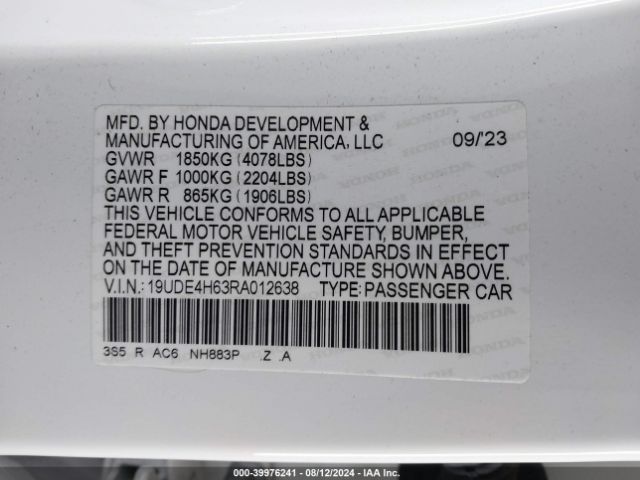 MFD. BY HONDA DEVELOPMENT &
MANUFACTURING OF AMERICA, LLC 09/'23
GVWR 1850KG (4078LBS)
GAWR F 1000KG (2204LBS)
GAWR R 865KG (1906LBS)
THIS VEHICLE CONFORMS TO ALL APPLICABLE
FEDERAL MOTOR VEHICLE SAFETY, BUMPER,
AND THEFT PREVENTION STANDARDS IN EFFECT
ON THE DATE OF MANUFACTURE SHOWN ABOVE.
V.I.N.: 19UDE4H63RA012638 TYPE: PASSENGER CAR
3S5 R AC6 NH883P .Z .A
000-39976241 - 08/12/2024 - IAA Inc.